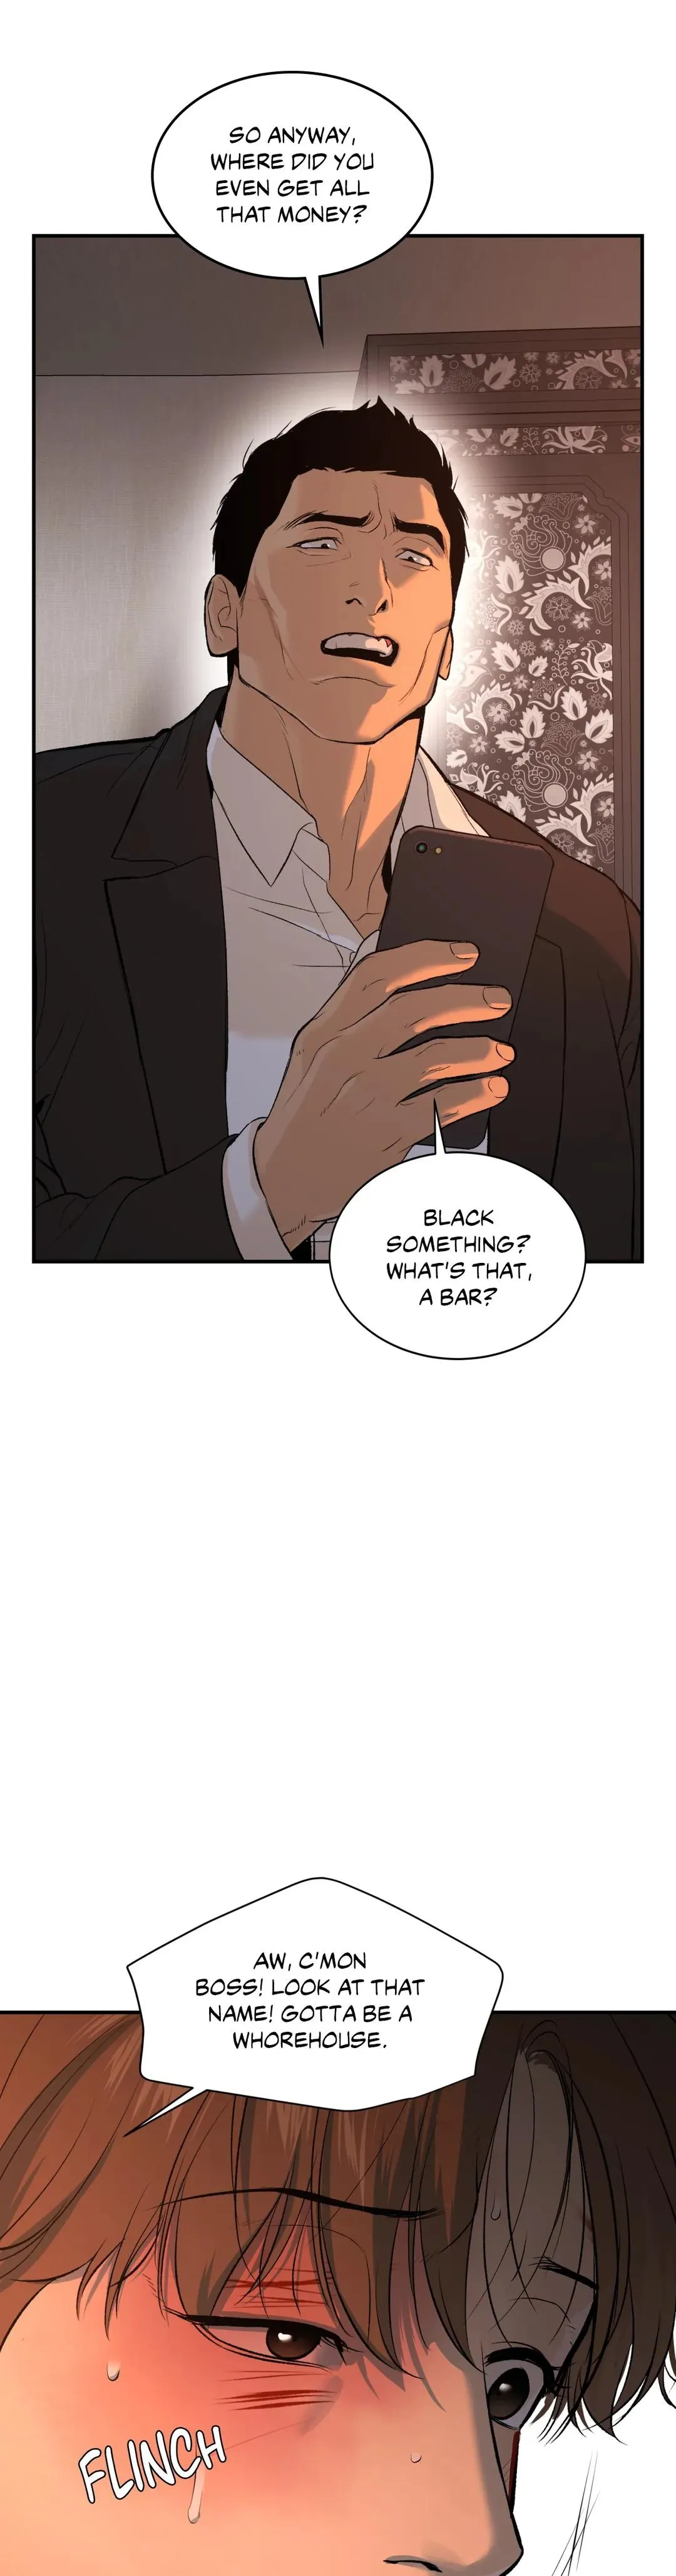 SO ANYWAY,
WHERE DID YOU
EVEN GET ALL
THAT MONEY?
BLACK
SOMETHING?
WHAT'S THAT,
A BAR?
AW, C'MON
BOSS! LOOK AT THAT
NAME! GOTTA BE A
WHOREHOUSE.
FLINCH